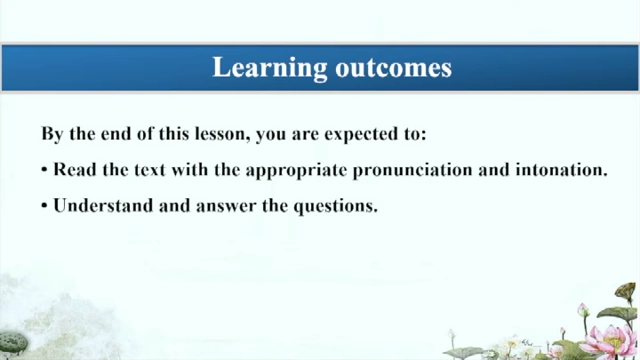 Learning outcomes
By the end of this lesson, you are expected to:
• Read the text with the appropriate pronunciation and intonation.
• Understand and answer the questions.